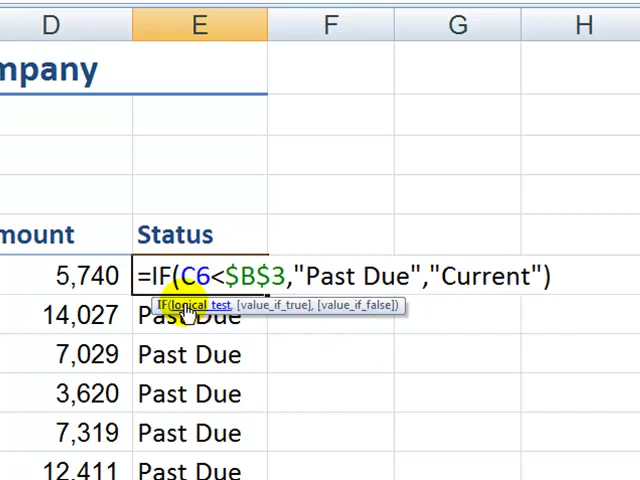 D E F G H
mpany
mount Status
5,740 =IF(C6<$B$3,"Past Due","Current")
IF(logical_test, [value_if_true], [value_if_false])
14,027 Past Due
7,029 Past Due
3,620 Past Due
7,319 Past Due
12,411 Past Due